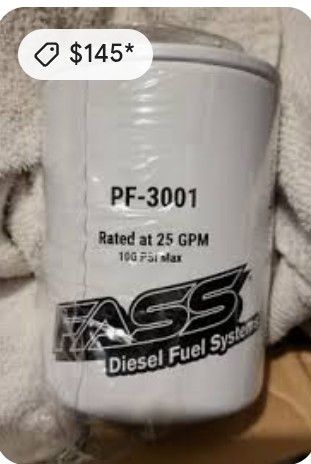 $145*
PF-3001
Rated at 25 GPM
100 PSI Max
FASS
Diesel Fuel Systems